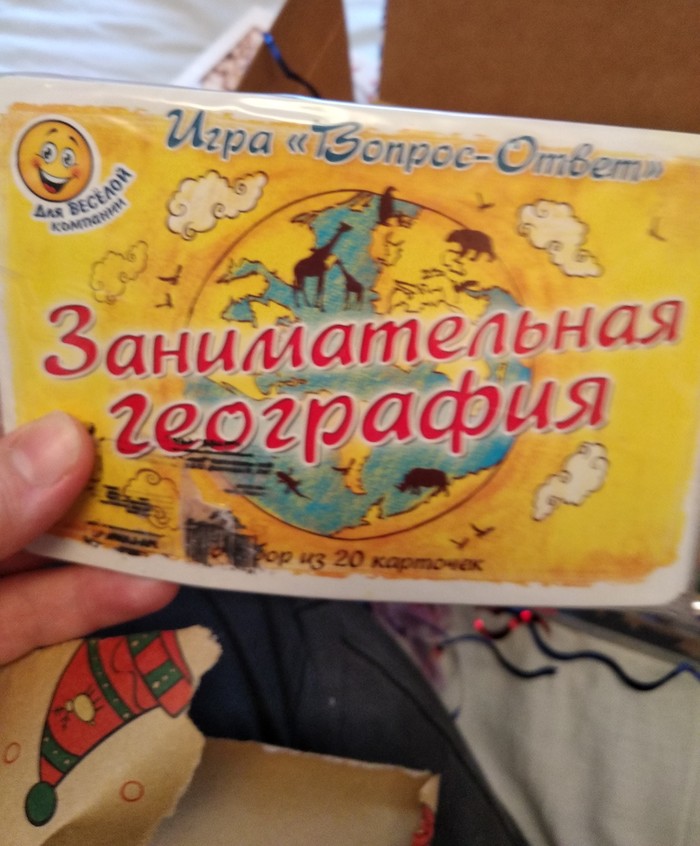 Игра «Вопрос-Ответ»
Для ВЕСЁЛОЙ
компании
Занимательная
география
из 20 карточек